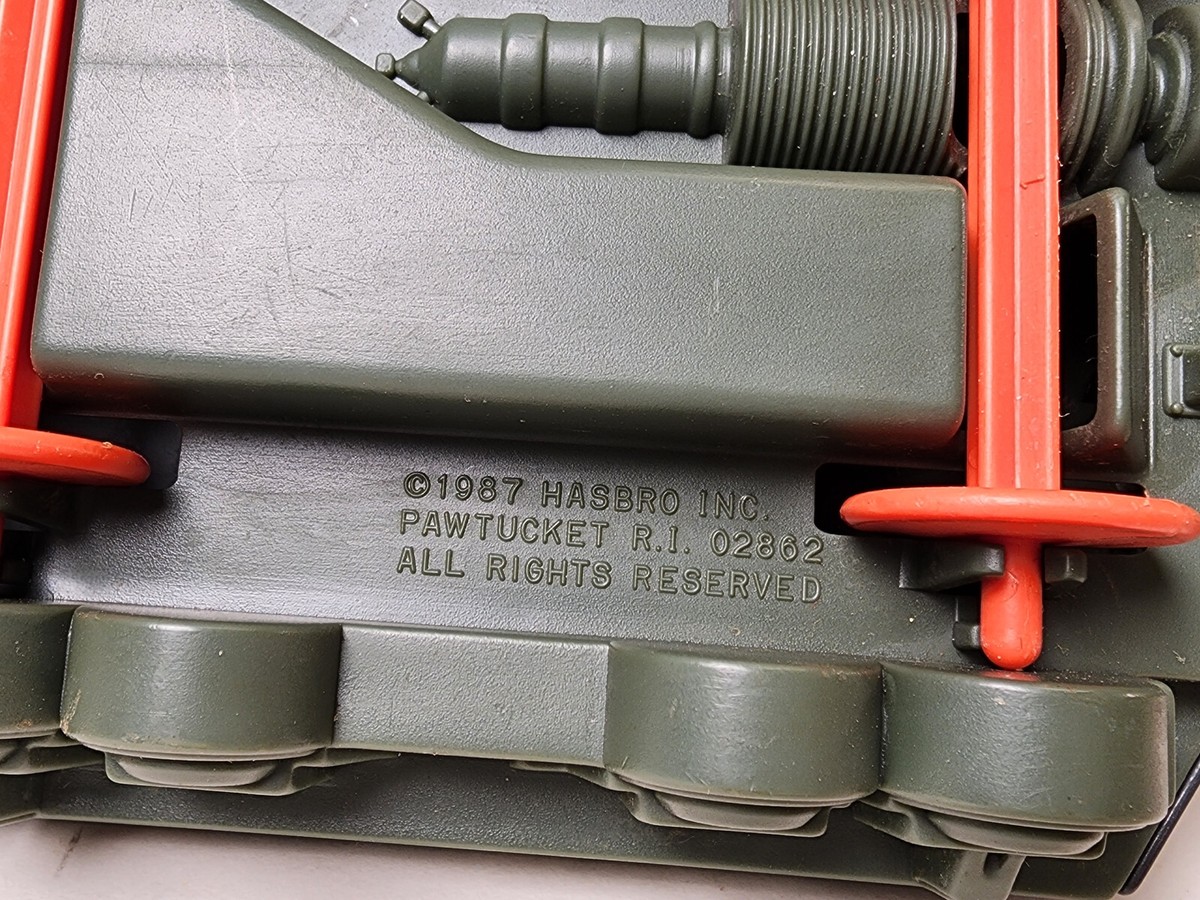 ©1987 HASBRO INC.
PAWTUCKET R.I. 02862
ALL RIGHTS RESERVED